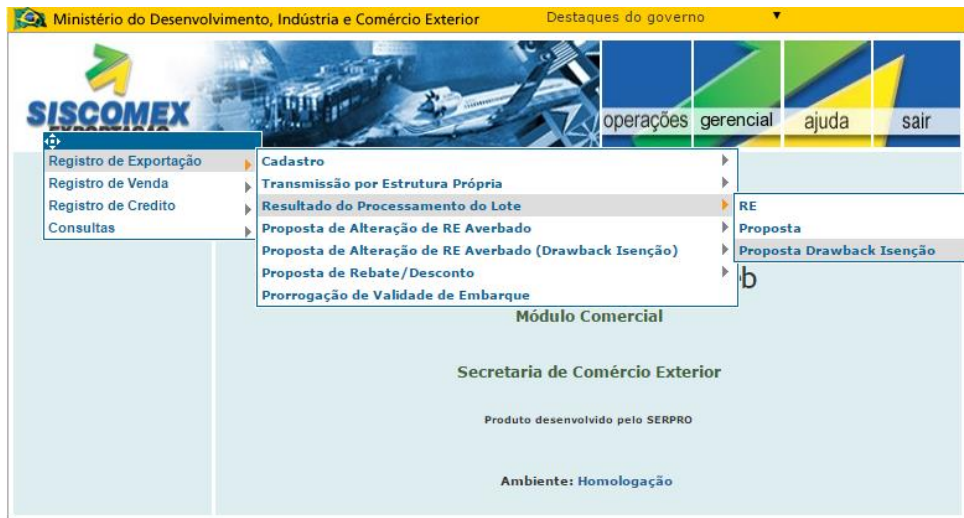 Ministério do Desenvolvimento, Indústria e Comércio Exterior
Destaques do governo
SISCOMEX
EXPORTAÇÃO
operações gerencial ajuda sair
Registro de Exportação
Registro de Venda
Registro de Credito
Consultas
Cadastro
Transmissão por Estrutura Própria
Resultado do Processamento do Lote
Proposta de Alteração de RE Averbado
Proposta de Alteração de RE Averbado (Drawback Isenção)
Proposta de Rebate/Desconto
Prorrogação de Validade de Embarque
RE
Proposta
Proposta Drawback Isenção
Módulo Comercial
Secretaria de Comércio Exterior
Produto desenvolvido pelo SERPRO
Ambiente: Homologação